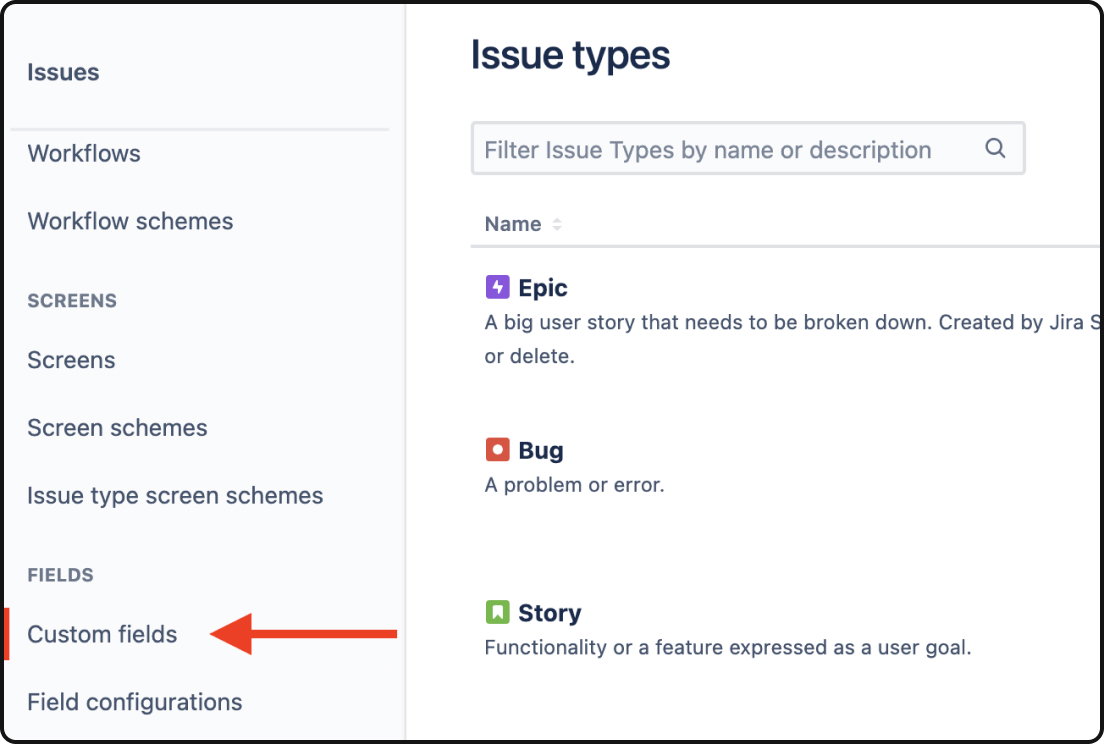 Issues
Workflows
Workflow schemes
SCREENS
Screens
Screen schemes
Issue type screen schemes
FIELDS
Custom fields
Field configurations
Issue types
Filter Issue Types by name or description
Name
Epic
A big user story that needs to be broken down. Created by Jira S
or delete.
Bug
A problem or error.
Story
Functionality or a feature expressed as a user goal.